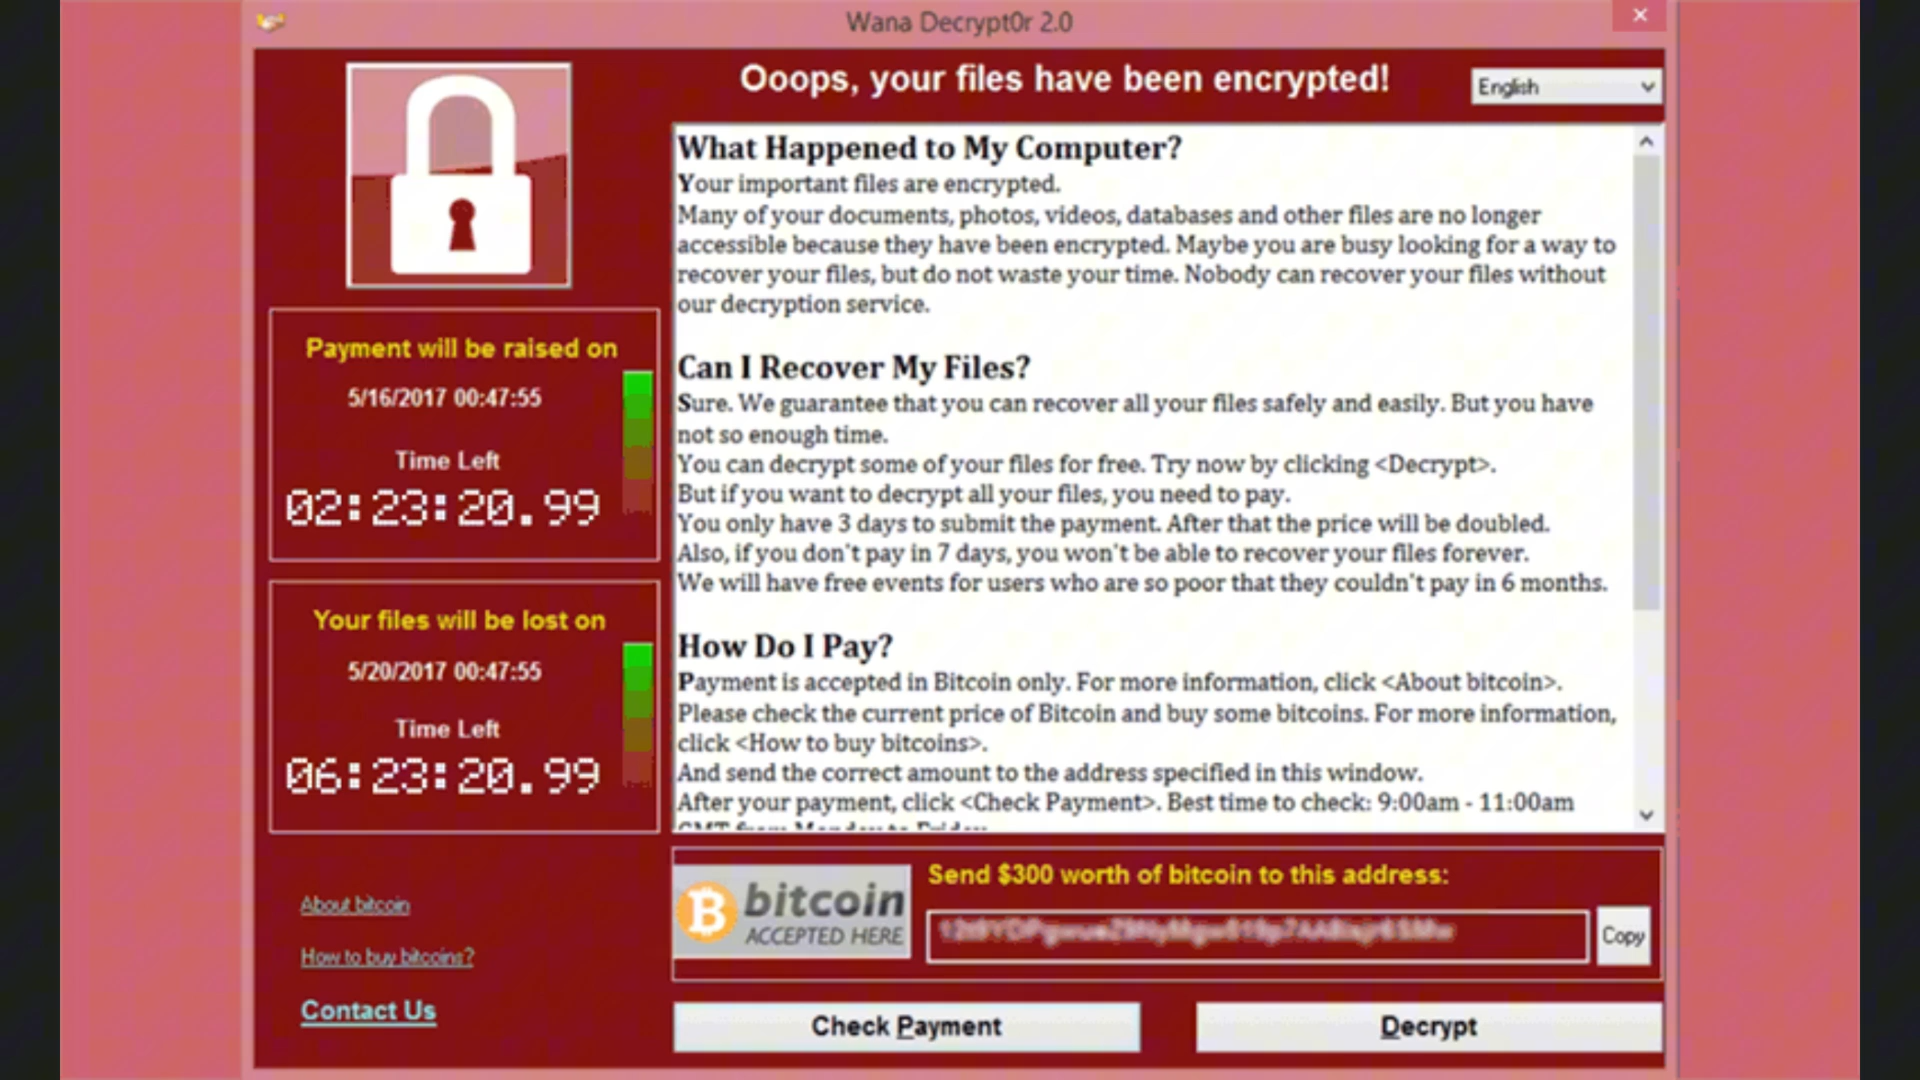 Wana Decrypt0r 2.0
Ooops, your files have been encrypted!
English
What Happened to My Computer?
Your important files are encrypted.
Many of your documents, photos, videos, databases and other files are no longer
accessible because they have been encrypted. Maybe you are busy looking for a way to
recover your files, but do not waste your time. Nobody can recover your files without
our decryption service.
Can I Recover My Files?
Sure. We guarantee that you can recover all your files safely and easily. But you have
not so enough time.
You can decrypt some of your files for free. Try now by clicking <Decrypt>.
But if you want to decrypt all your files, you need to pay.
You only have 3 days to submit the payment. After that the price will be doubled.
Also, if you don't pay in 7 days, you won't be able to recover your files forever.
We will have free events for users who are so poor that they couldn't pay in 6 months.
How Do I Pay?
Payment is accepted in Bitcoin only. For more information, click <About bitcoin>.
Please check the current price of Bitcoin and buy some bitcoins. For more information,
click <How to buy bitcoins>.
And send the correct amount to the address specified in this window.
After your payment, click <Check Payment>. Best time to check: 9:00am - 11:00am
GMT from Monday to Friday
Payment will be raised on
5/16/2017 00:47:55
Time Left
02:23:20.99
Your files will be lost on
5/20/2017 00:47:55
Time Left
06:23:20.99
About bitcoin
How to buy bitcoins?
Contact Us
bitcoin
ACCEPTED HERE
Send $300 worth of bitcoin to this address:
Copy
Check Payment
Decrypt